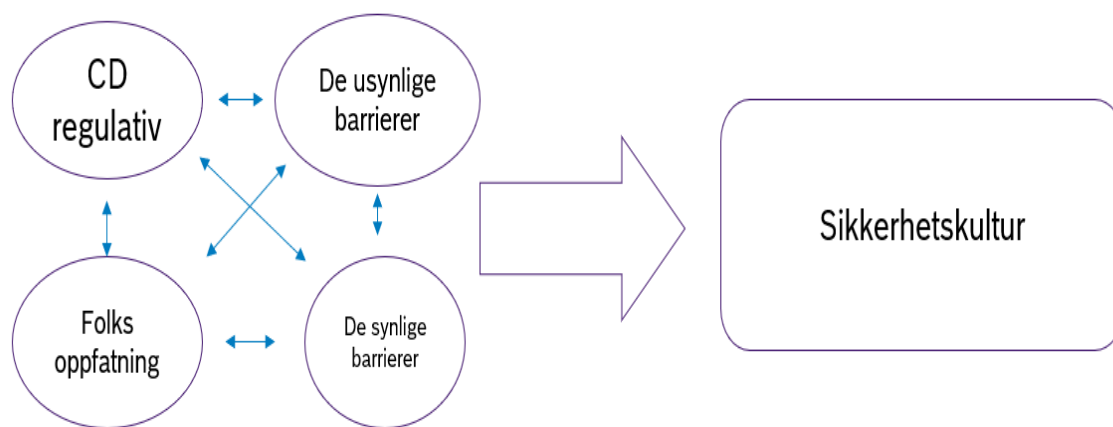 CD
regulativ
De usynlige
barrierer
Folks
oppfatning
De synlige
barrierer
Sikkerhetskultur